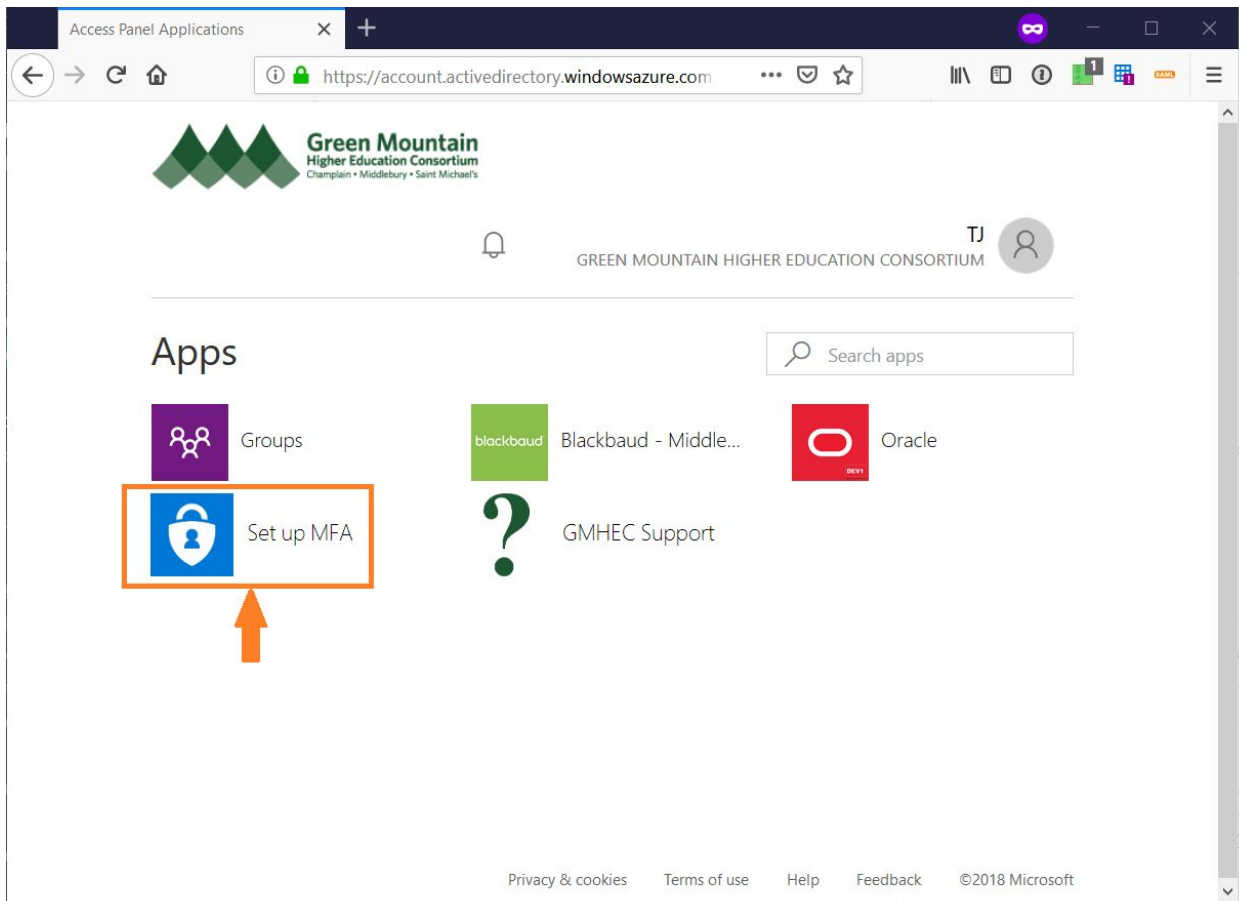 Access Panel Applications
https://account.activedirectory.windowsazure.com
1
SAML
Green Mountain
Higher Education Consortium
Champlain • Middlebury • Saint Michael's
TJ
GREEN MOUNTAIN HIGHER EDUCATION CONSORTIUM
Apps
Search apps
Groups
blackbaud
Blackbaud - Middle...
Oracle
DEV1
Set up MFA
?
GMHEC Support
Privacy & cookies Terms of use Help Feedback ©2018 Microsoft